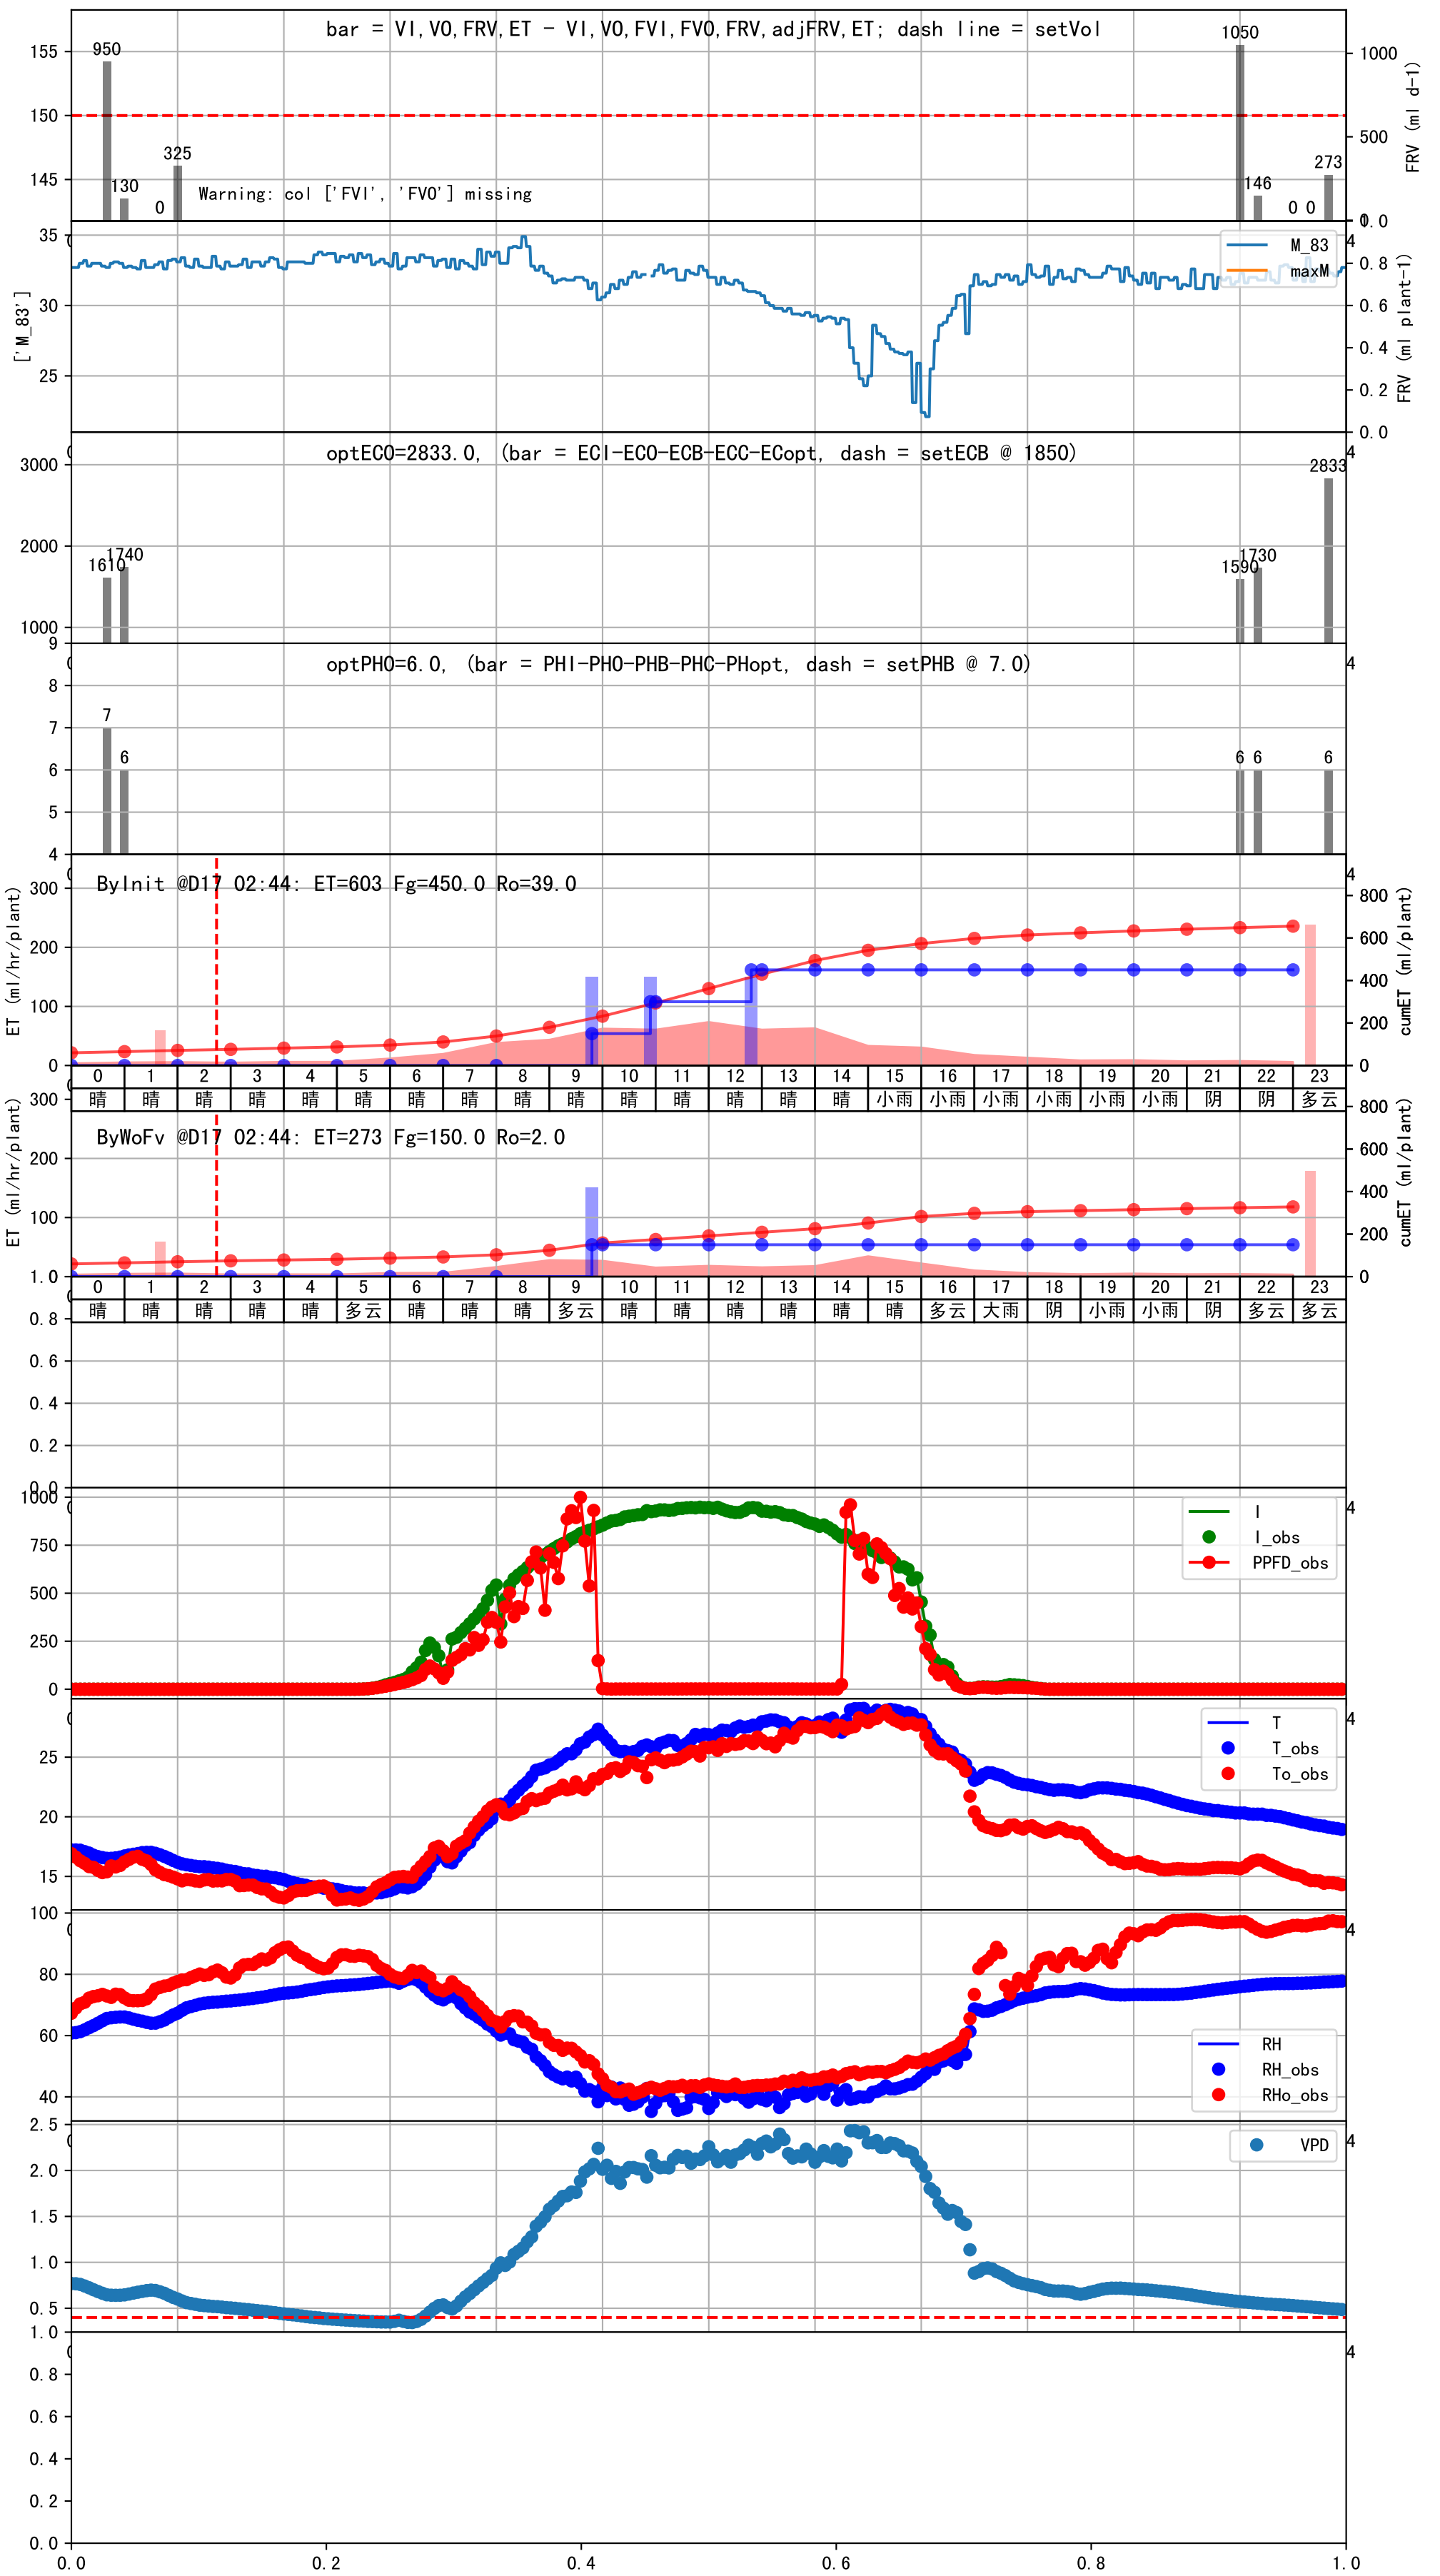 bar = VI,VO,FRV,ET - VI,VO,FVI,FVO,FRV,adjFRV,ET; dash line = setVol
950
1050
155
1000
150
500
325
130
0
145
146
0 0
273
Warning: col ['FVI', 'FVO'] missing
FRV (ml d-1)
0.0
35
M_83
maxM
0.8
30
0.6
0.4
25
0.2
0.0
['M_83']
FRV (ml plant-1)
optECO=2833.0, (bar = ECI-ECO-ECB-ECC-ECopt, dash = setECB @ 1850)
3000
2833
2000
1610
1740
1590
1730
1000
9
optPHO=6.0, (bar = PHI-PHO-PHB-PHC-PHopt, dash = setPHB @ 7.0)
8
7
7
6
6
6
6
6
5
4
ByInit @D17 02:44: ET=603 Fg=450.0 Ro=39.0
ET (ml/hr/plant)
cumET (ml/plant)
300
800
200
600
400
100
200
0
0
0 1 2 3 4 5 6 7 8 9 10 11 12 13 14 15 16 17 18 19 20 21 22 23
晴 晴 晴 晴 晴 晴 晴 晴 晴 晴 晴 晴 晴 晴 晴 小雨 小雨 小雨 小雨 小雨 小雨 阴 阴 多云
ByWoFv @D17 02:44: ET=273 Fg=150.0 Ro=2.0
ET (ml/hr/plant)
cumET (ml/plant)
300
800
200
600
400
100
200
1.0
0
0 1 2 3 4 5 6 7 8 9 10 11 12 13 14 15 16 17 18 19 20 21 22 23
晴 晴 晴 晴 晴 多云 晴 晴 晴 多云 晴 晴 晴 晴 晴 晴 多云 大雨 阴 小雨 小雨 阴 多云 多云
0.8
0.6
0.4
0.2
0.0
1000
750
500
250
0
I
I_obs
PPFD_obs
25
20
15
T
T_obs
To_obs
100
80
60
40
RH
RH_obs
RHo_obs
2.5
2.0
1.5
1.0
0.5
VPD
1.0
0.8
0.6
0.4
0.2
0.0
0.0 0.2 0.4 0.6 0.8 1.0